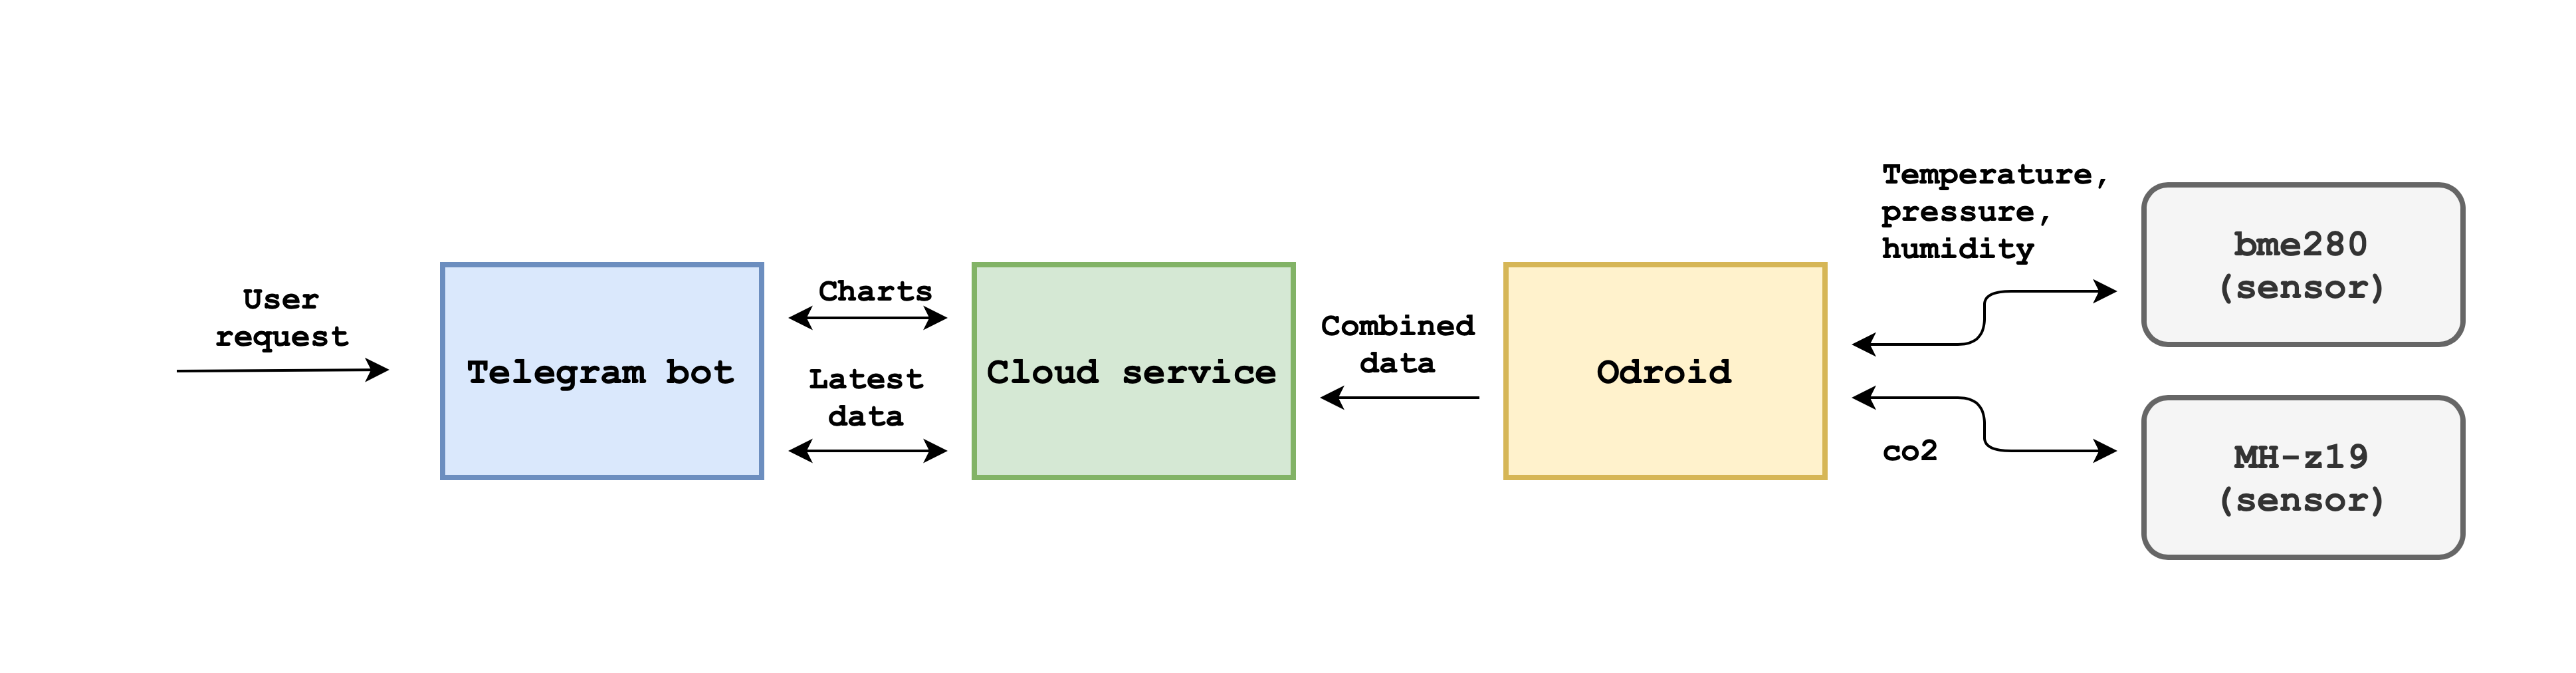 User
request
Telegram bot
Charts
Latest
data
Cloud service
Combined
data
Odroid
Temperature,
pressure,
humidity
co2
bme280
(sensor)
MH-z19
(sensor)